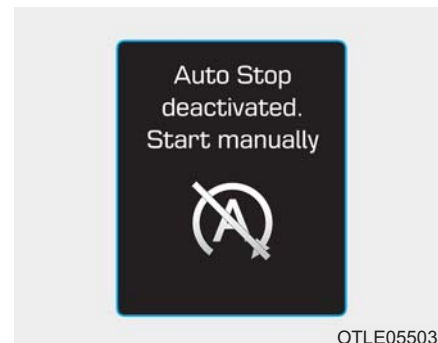 Auto Stop
deactivated.
Start manually
A
OTLE05503